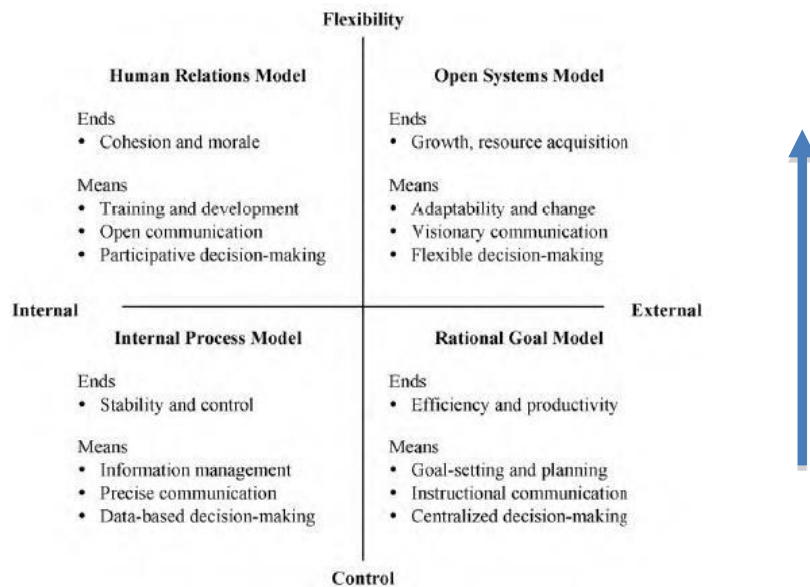 Flexibility
Human Relations Model
Ends
• Cohesion and morale
Means
• Training and development
• Open communication
• Participative decision-making
Open Systems Model
Ends
• Growth, resource acquisition
Means
• Adaptability and change
• Visionary communication
• Flexible decision-making
Internal
External
Internal Process Model
Ends
• Stability and control
Means
• Information management
• Precise communication
• Data-based decision-making
Rational Goal Model
Ends
• Efficiency and productivity
Means
• Goal-setting and planning
• Instructional communication
• Centralized decision-making
Control